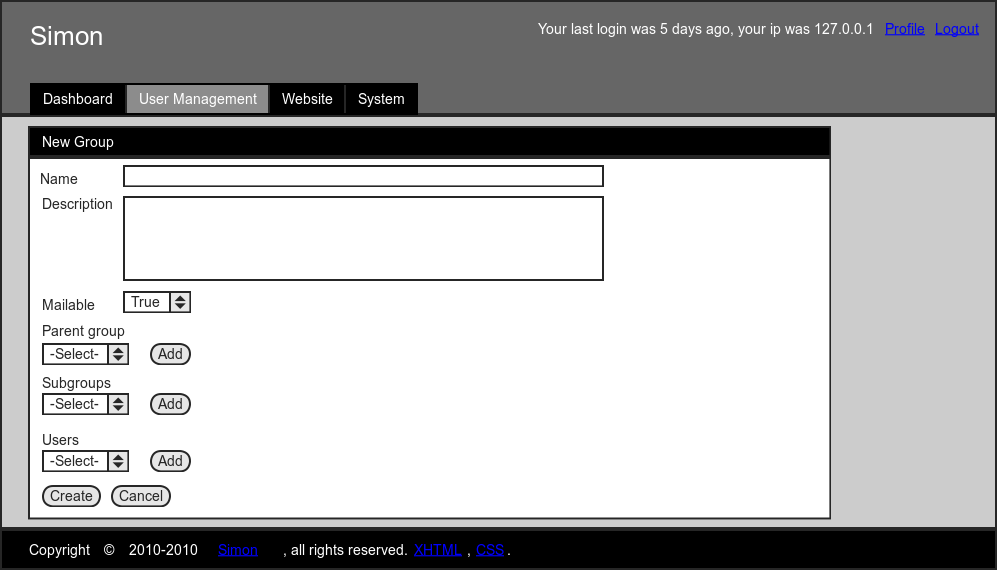 Simon
Your last login was 5 days ago, your ip was 127.0.0.1 Profile Logout
Dashboard User Management Website System
New Group
Name
Description
Mailable True
Parent group
-Select- Add
Subgroups
-Select- Add
Users
-Select- Add
Create Cancel
Copyright © 2010-2010 Simon , all rights reserved. XHTML , CSS .